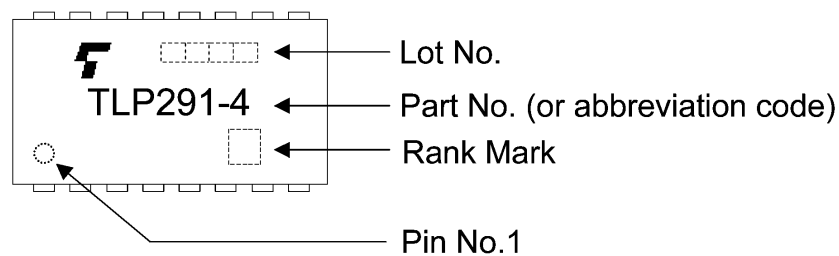 Lot No.
TLP291-4
Part No. (or abbreviation code)
Rank Mark
Pin No.1